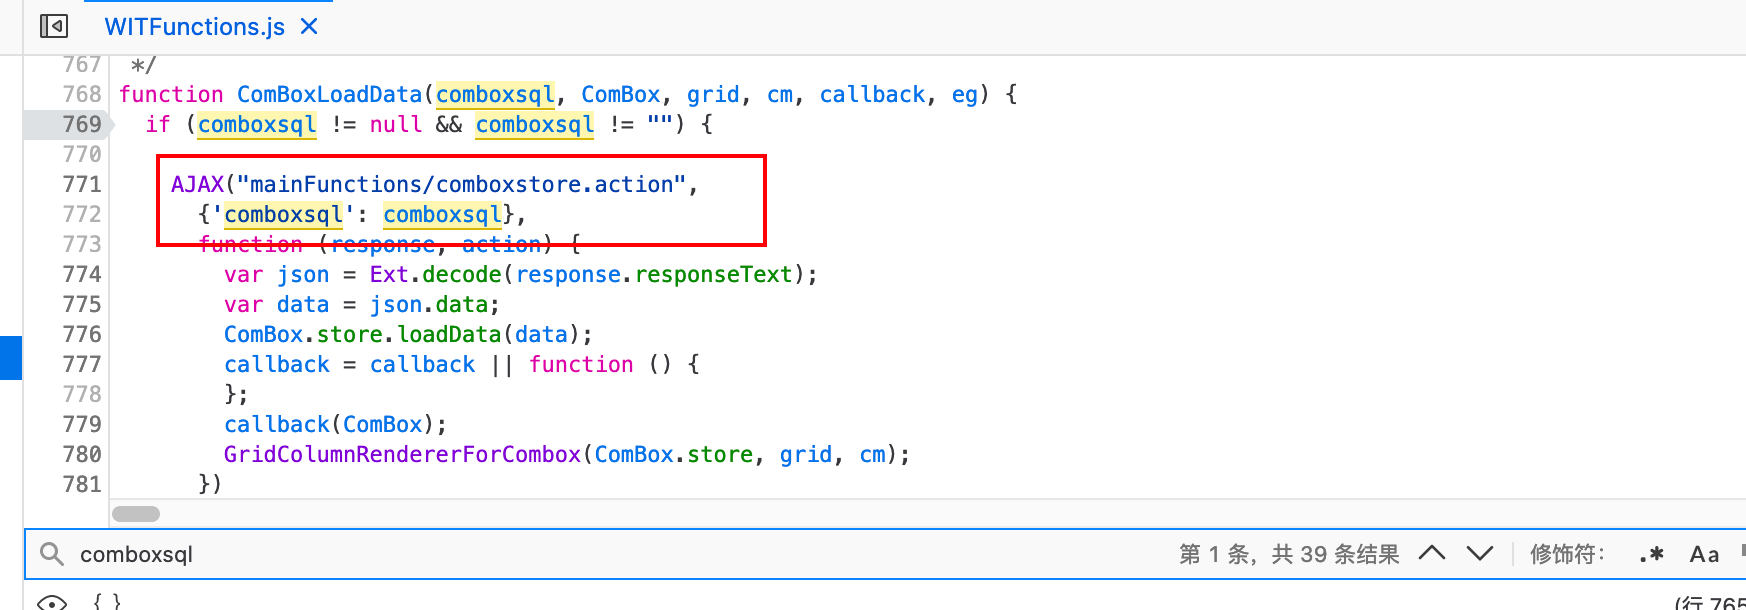 WITFunctions.js
767 */
768 function ComBoxLoadData(comboxsql, ComBox, grid, cm, callback, eg) {
769 if (comboxsql != null && comboxsql != "") {
770
771 AJAX("mainFunctions/comboxstore.action",
772 {'comboxsql': comboxsql},
773 function (response, action) {
774 var json = Ext.decode(response.responseText);
775 var data = json.data;
776 ComBox.store.loadData(data);
777 callback = callback || function () {
778 };
779 callback(ComBox);
780 GridColumnRendererForCombox(ComBox.store, grid, cm);
781 })
comboxsql 第 1 条，共 39 条结果 修饰符： .* Aa
{ } (行 765